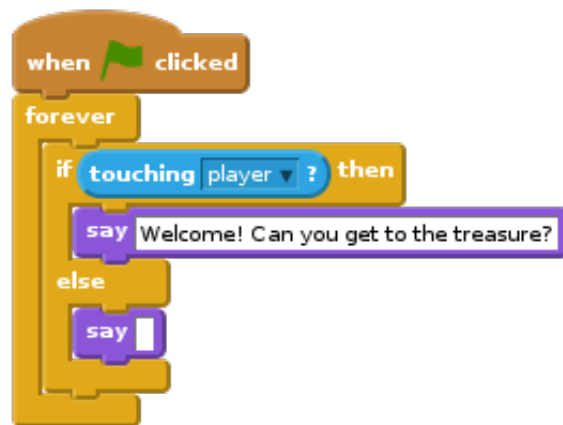 when clicked
forever
if touching player ? then
say Welcome! Can you get to the treasure?
else
say